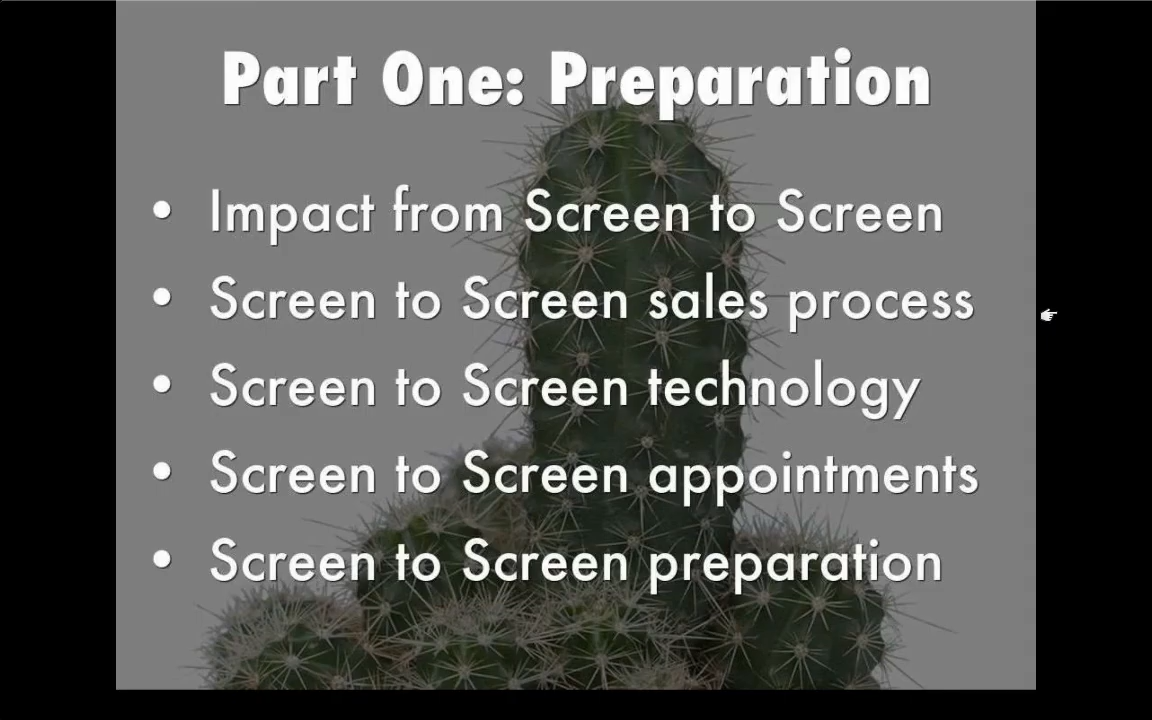 Part One: Preparation
• Impact from Screen to Screen
• Screen to Screen sales process
• Screen to Screen technology
• Screen to Screen appointments
• Screen to Screen preparation